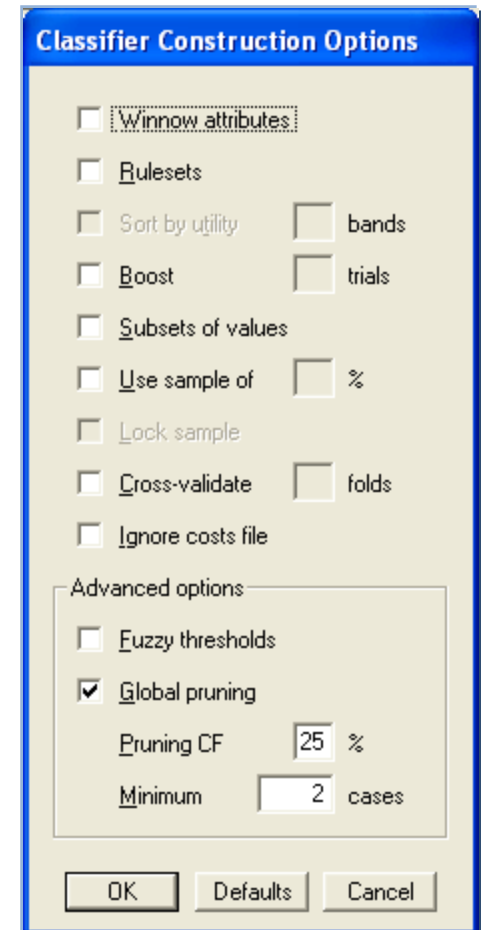 Classifier Construction Options
Winnow attributes
Rulesets
Sort by utility bands
Boost trials
Subsets of values
Use sample of %
Lock sample
Cross-validate folds
Ignore costs file
Advanced options
Fuzzy thresholds
Global pruning
Pruning CF 25 %
Minimum 2 cases
OK Defaults Cancel